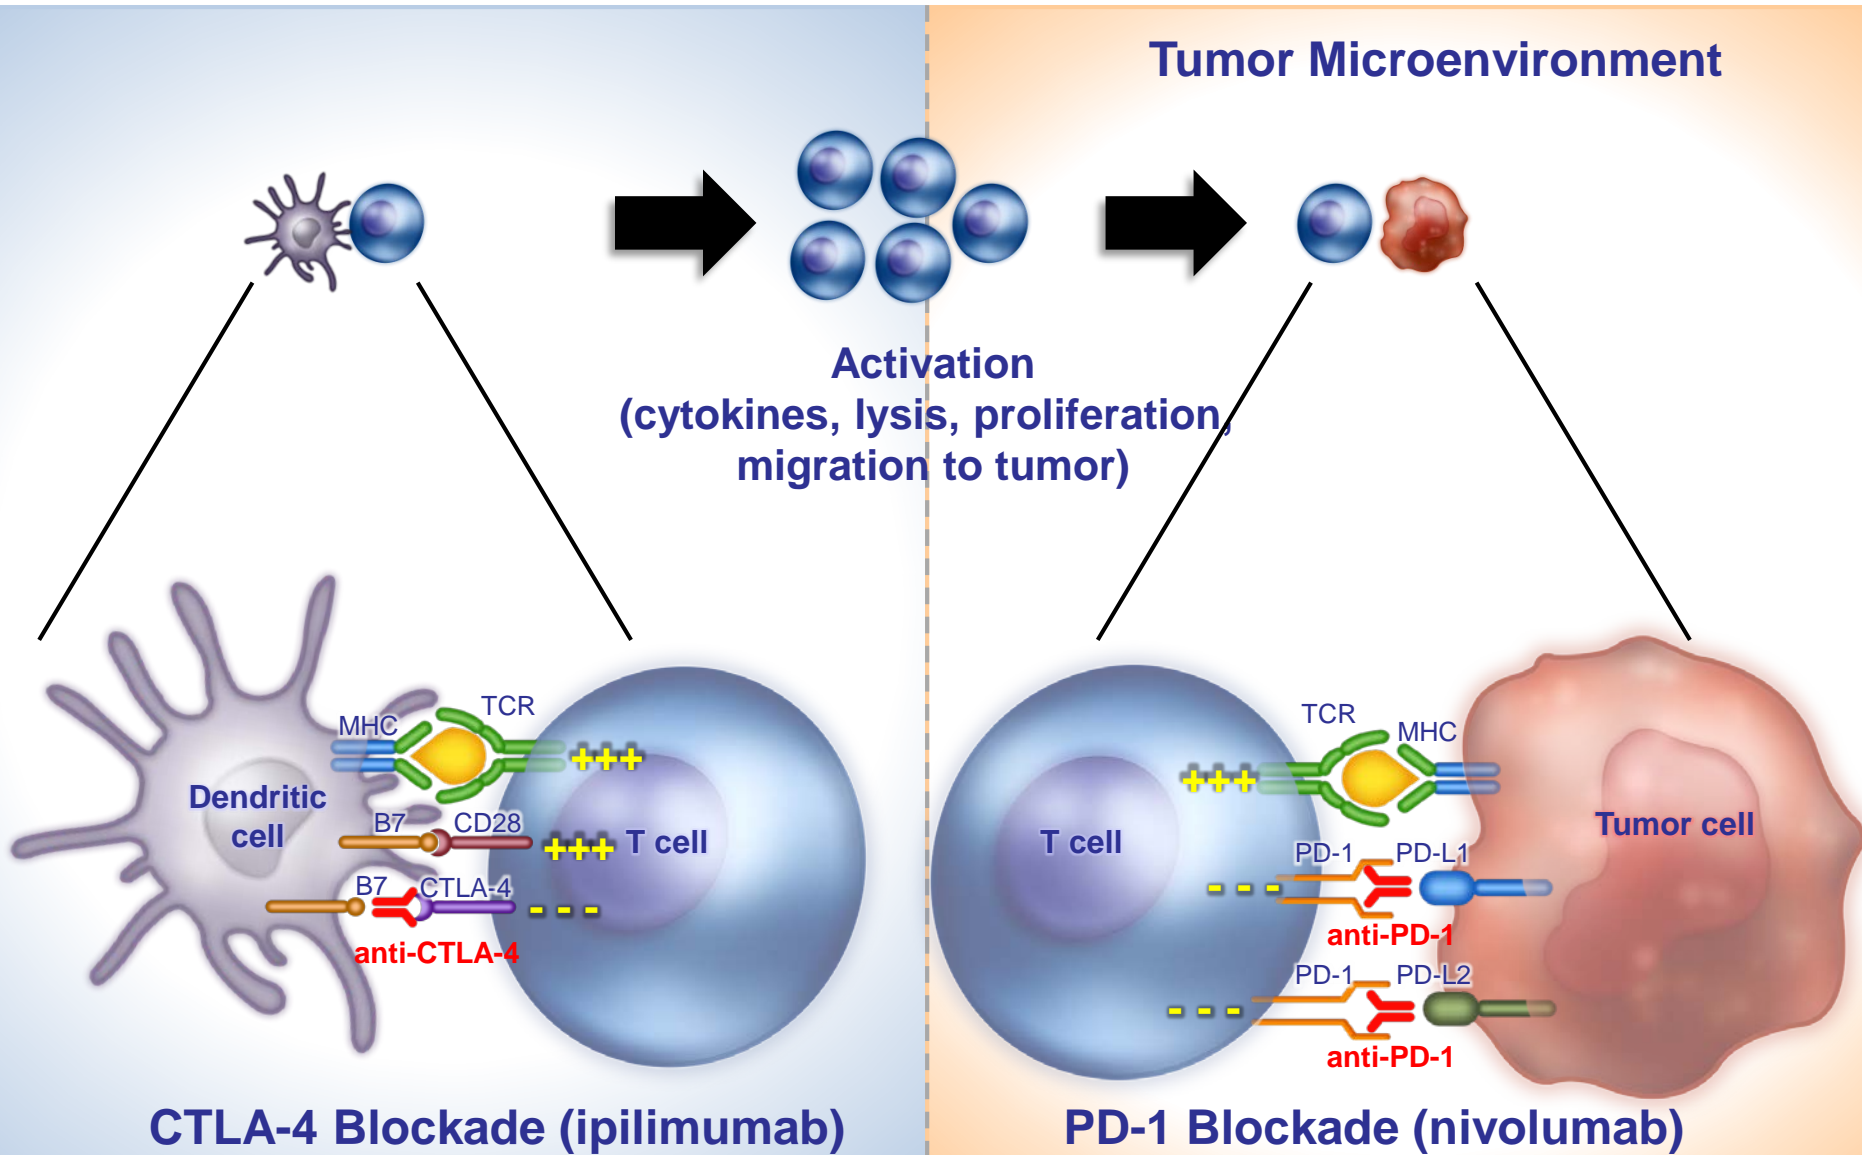 Tumor Microenvironment
Activation
(cytokines, lysis, proliferation,
migration to tumor)
MHC
TCR
+++
Dendritic
cell
B7
CD28
+++
T cell
B7
CTLA-4
- - -
anti-CTLA-4
CTLA-4 Blockade (ipilimumab)
TCR
MHC
+++
T cell
Tumor cell
PD-1
PD-L1
- - -
anti-PD-1
PD-1
PD-L2
- - -
anti-PD-1
PD-1 Blockade (nivolumab)